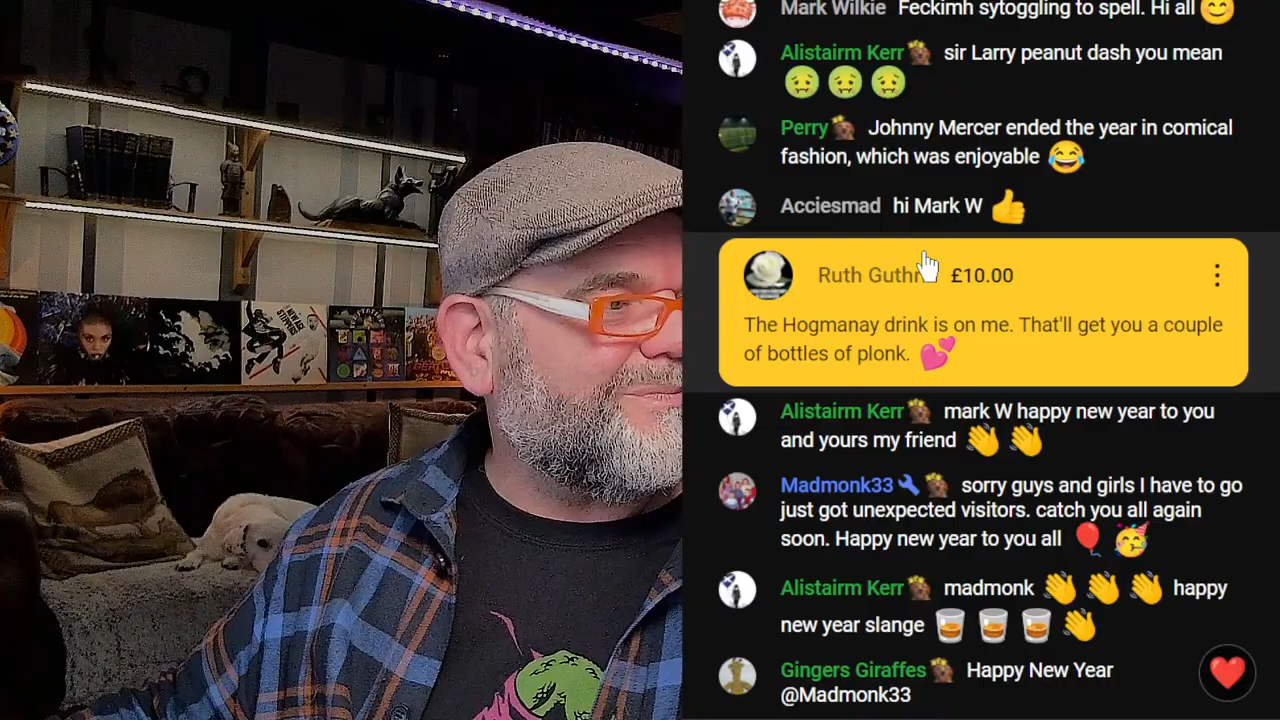 Mark Wilkie Feckimh sytoggling to spell. Hi all
Alistairm Kerr sir Larry peanut dash you mean
Perry Johnny Mercer ended the year in comical
fashion, which was enjoyable
Acciesmad hi Mark W
Ruth £10.00
The Hogmanay drink is on me. That'll get you a couple
of bottles of plonk.
Alistairm Kerr mark W happy new year to you
and yours my friend
Madmonk33 sorry guys and girls I have to go
just got unexpected visitors. catch you all again
soon. Happy new year to you all
Alistairm Kerr madmonk happy
new year slange
Gingers Giraffes Happy New Year
@Madmonk33